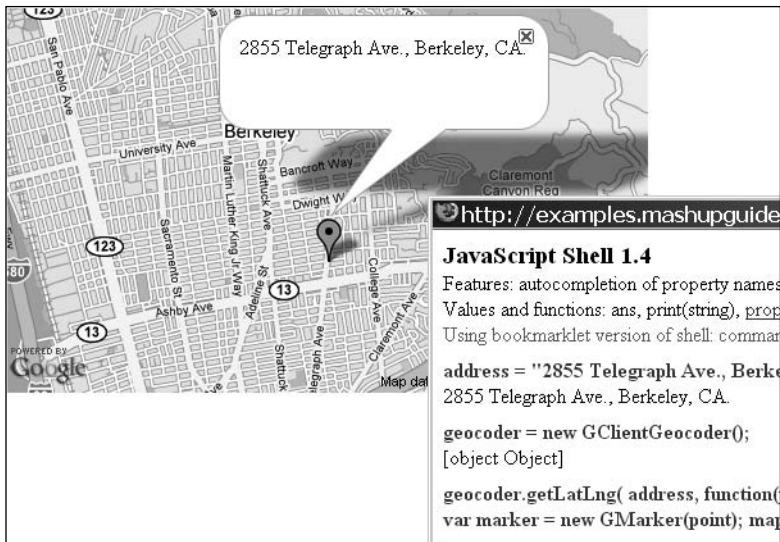 123
San Pablo Ave
2855 Telegraph Ave., Berkeley, CA.
Berkeley
University Ave
Bancroft Way
Claremont
Canyon Reg
Dwight W
Martin Luther King Jr Way
Shattuck Ave
Sacramento St
123
80
13
Adeline St
College Ave
Ashby Ave
13
Claremont Ave
Shattuck
elegraph Ave
POWERED BY
Google
Map dat
http://examples.mashupguide
JavaScript Shell 1.4
Features: autocompletion of property names
Values and functions: ans, print(string), prop
Using bookmarklet version of shell: comman
address = "2855 Telegraph Ave., Berke
2855 Telegraph Ave., Berkeley, CA.
geocoder = new GClientGeocoder();
[object Object]
geocoder.getLatLng( address, function(
var marker = new GMarker(point); map